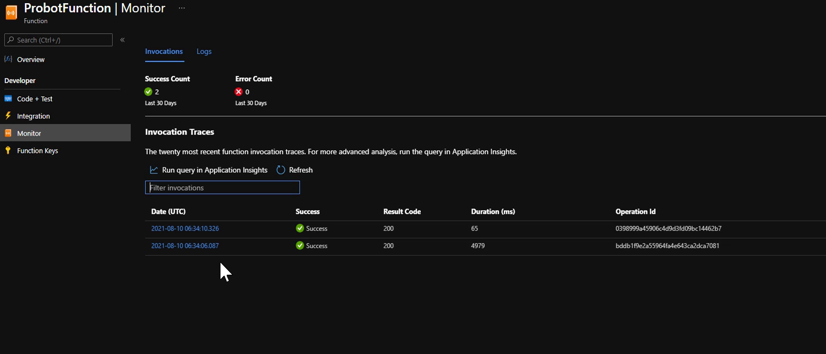 ProbotFunction | Monitor ...
Function
Search (Ctrl+/) «
Overview
Developer
Code + Test
Integration
Monitor
Function Keys
Invocations Logs
Success Count Error Count
2 0
Last 30 Days Last 30 Days
Invocation Traces
The twenty most recent function invocation traces. For more advanced analysis, run the query in Application Insights.
Run query in Application Insights Refresh
Filter invocations
Date (UTC) Success Result Code Duration (ms) Operation Id
2021-08-10 06:34:10.326 Success 200 65 0398999a45906c4d9d3fd09bc14462b7
2021-08-10 06:34:06.087 Success 200 4979 bddb1f9e2a55964fa4e643ca2dca7081